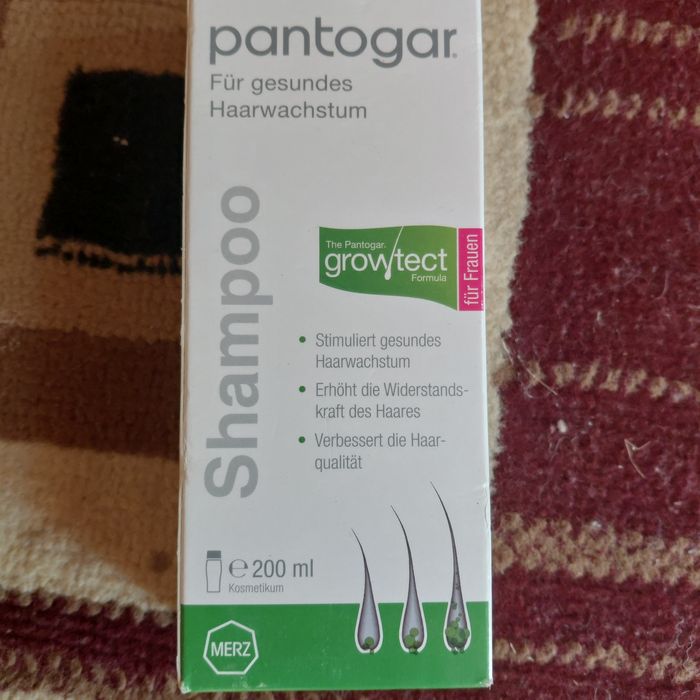 pantogar®
Für gesundes
Haarwachstum
Shampoo
The Pantogar®
growtect
Formula
für Frauen
• Stimuliert gesundes
Haarwachstum
• Erhöht die Widerstands-
kraft des Haares
• Verbessert die Haar-
qualität
℮ 200 ml
Kosmetikum
MERZ